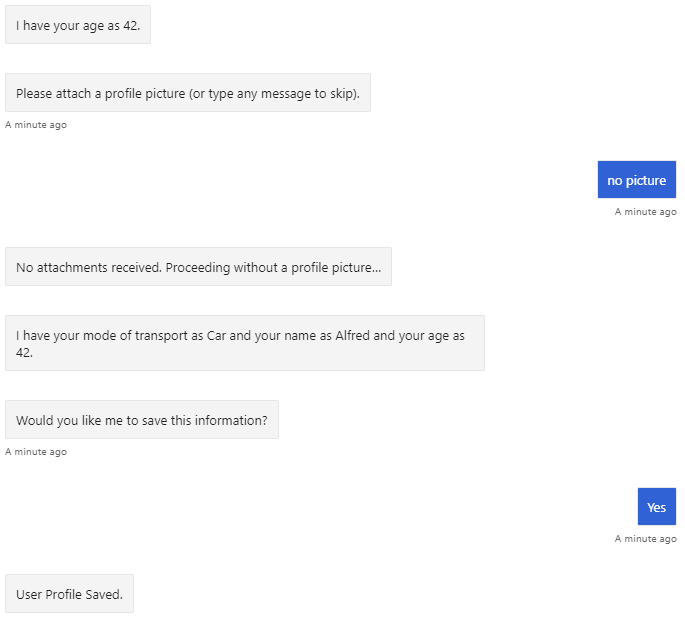 I have your age as 42.
Please attach a profile picture (or type any message to skip).
A minute ago
no picture
A minute ago
No attachments received. Proceeding without a profile picture...
I have your mode of transport as Car and your name as Alfred and your age as
42.
Would you like me to save this information?
A minute ago
Yes
A minute ago
User Profile Saved.